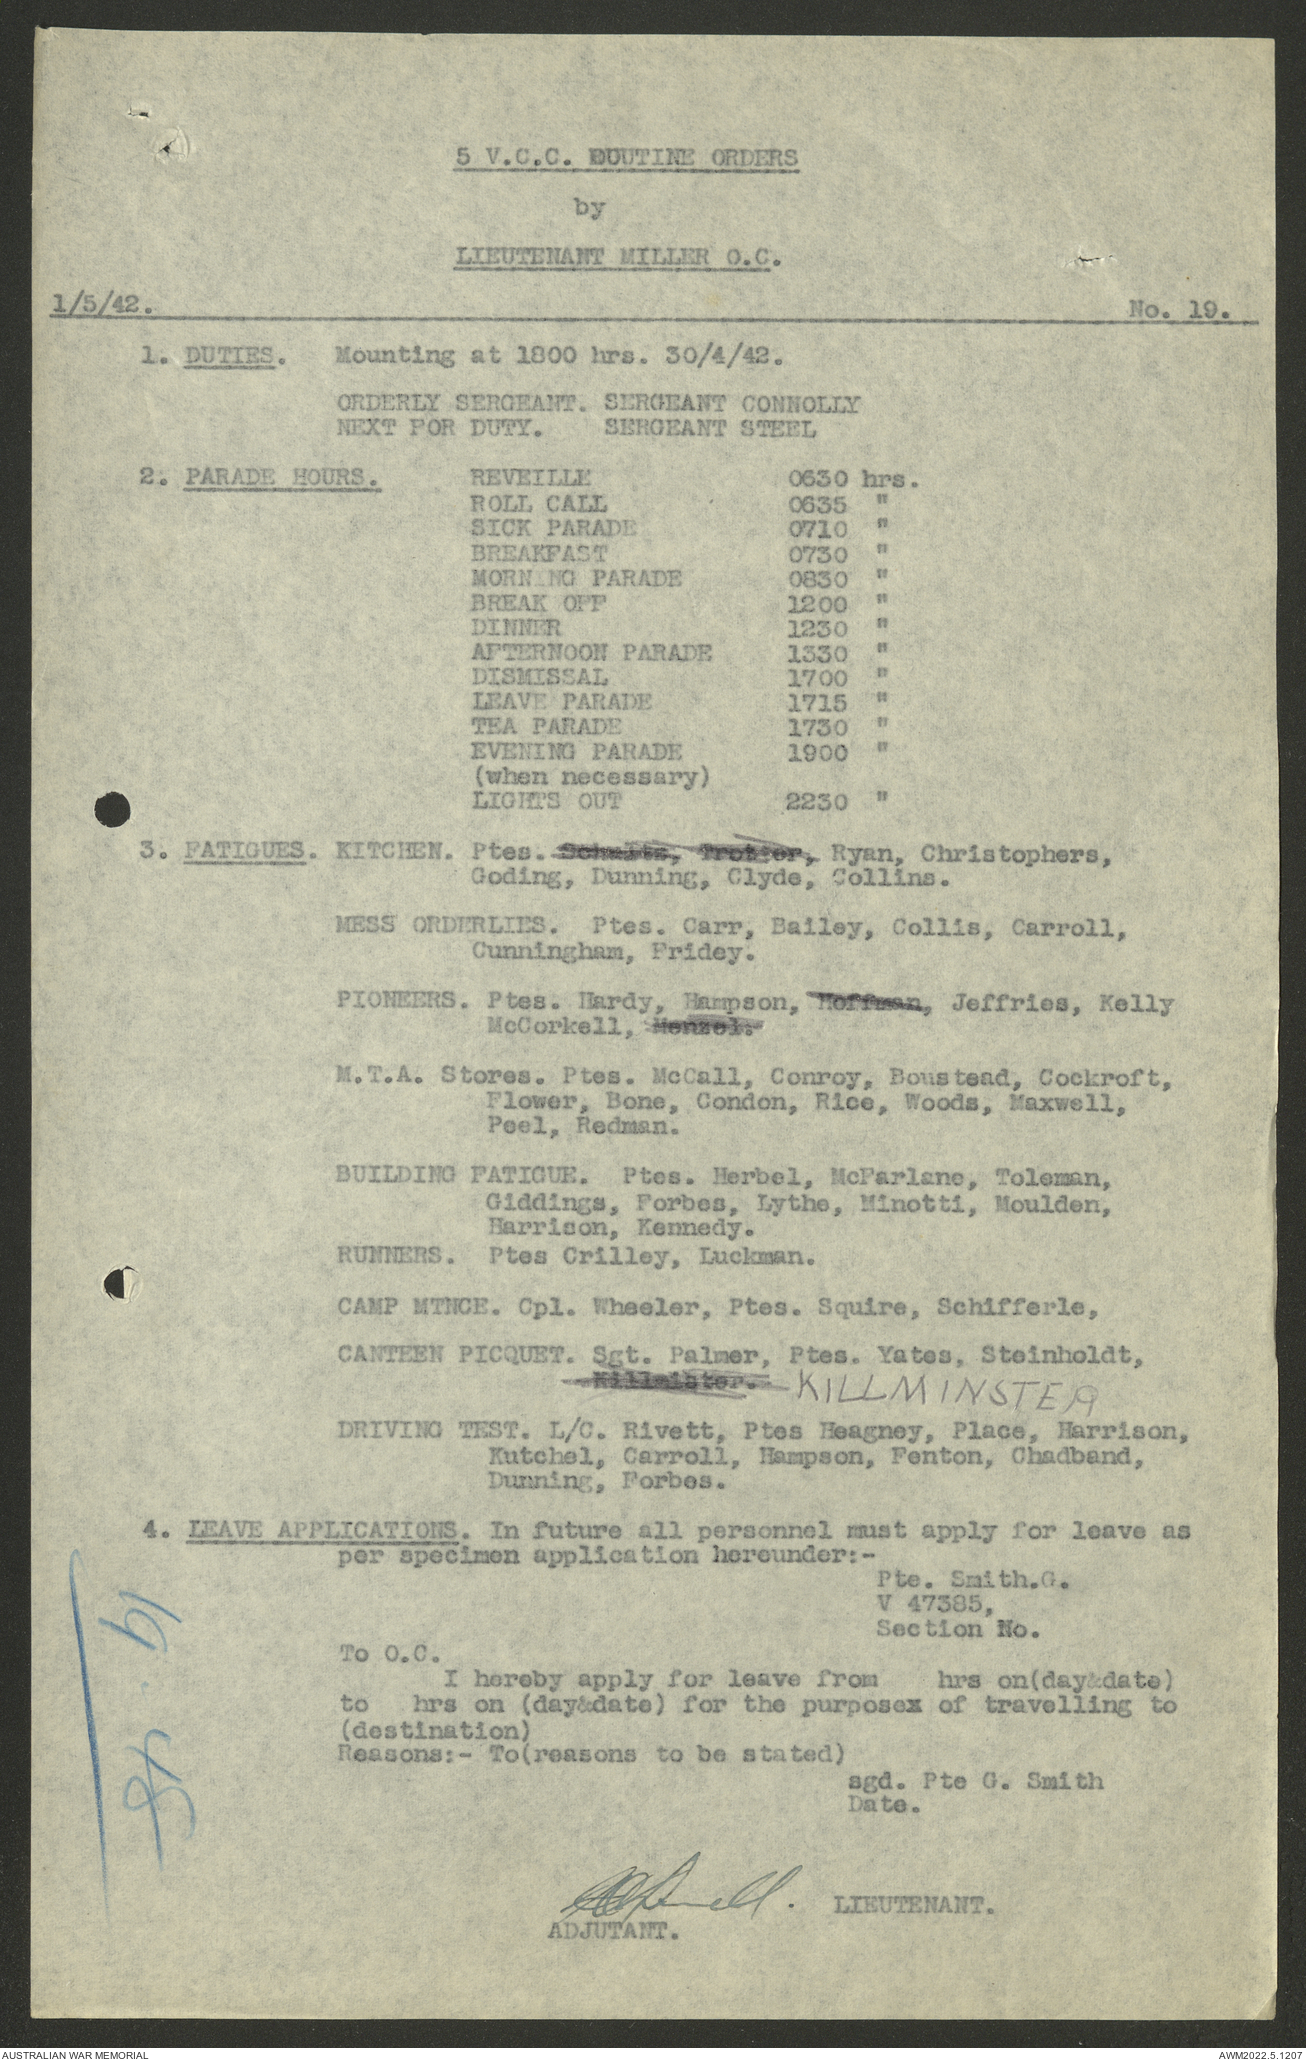 5 V.C.C. ROUTINE ORDERS
by
LIEUTENANT MILLER O.C.
1/5/42. No. 19.
1. DUTIES. Mounting at 1800 hrs. 30/4/42.
ORDERLY SERGEANT. SERGEANT CONNOLLY
NEXT FOR DUTY. SERGEANT STEEL
2. PARADE HOURS. REVEILLE 0630 hrs.
ROLL CALL 0635 "
SICK PARADE 0710 "
BREAKFAST 0730 "
MORNING PARADE 0830 "
BREAK OFF 1200 "
DINNER 1230 "
AFTERNOON PARADE 1330 "
DISMISSAL 1700 "
LEAVE PARADE 1715 "
TEA PARADE 1730 "
EVENING PARADE 1900 "
(when necessary)
LIGHTS OUT 2230 "
3. FATIGUES. KITCHEN. Ptes. Schultz, Trotter, Ryan, Christophers,
Goding, Dunning, Clyde, Collins.
MESS ORDERLIES. Ptes. Carr, Bailey, Collis, Carroll,
Cunningham, Fridey.
PIONEERS. Ptes. Hardy, Hampson, Hoffman, Jeffries, Kelly
McCorkell, Menzel.
M.T.A. Stores. Ptes. McCall, Conroy, Boustead, Cockroft,
Flower, Bone, Condon, Rice, Woods, Maxwell,
Peel, Redman.
BUILDING FATIGUE. Ptes. Herbel, McFarlane, Toleman,
Giddings, Forbes, Lythe, Minotti, Moulden,
Harrison, Kennedy.
RUNNERS. Ptes Crilley, Luckman.
CAMP MTNCE. Cpl. Wheeler, Ptes. Squire, Schifferle,
CANTEEN PICQUET. Sgt. Palmer, Ptes. Yates, Steinholdt,
Killmister. KILLMINSTER
DRIVING TEST. L/C. Rivett, Ptes Heagney, Place, Harrison,
Kutchel, Carroll, Hampson, Fenton, Chadband,
Dunning, Forbes.
4. LEAVE APPLICATIONS. In future all personnel must apply for leave as
per specimen application hereunder:-
Pte. Smith.G.
V 47385,
Section No.
To O.C.
I hereby apply for leave from hrs on(day&date)
to hrs on (day&date) for the purposex of travelling to
(destination)
Reasons:- To(reasons to be stated)
sgd. Pte G. Smith
Date.
LIEUTENANT.
ADJUTANT.
AUSTRALIAN WAR MEMORIAL AWM2022.5.1207